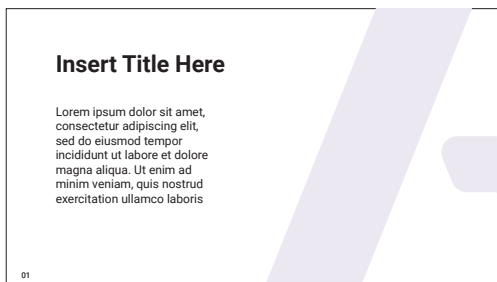 Insert Title Here
Lorem ipsum dolor sit amet,
consectetur adipiscing elit,
sed do eiusmod tempor
incididunt ut labore et dolore
magna aliqua. Ut enim ad
minim veniam, quis nostrud
exercitation ullamco laboris
01